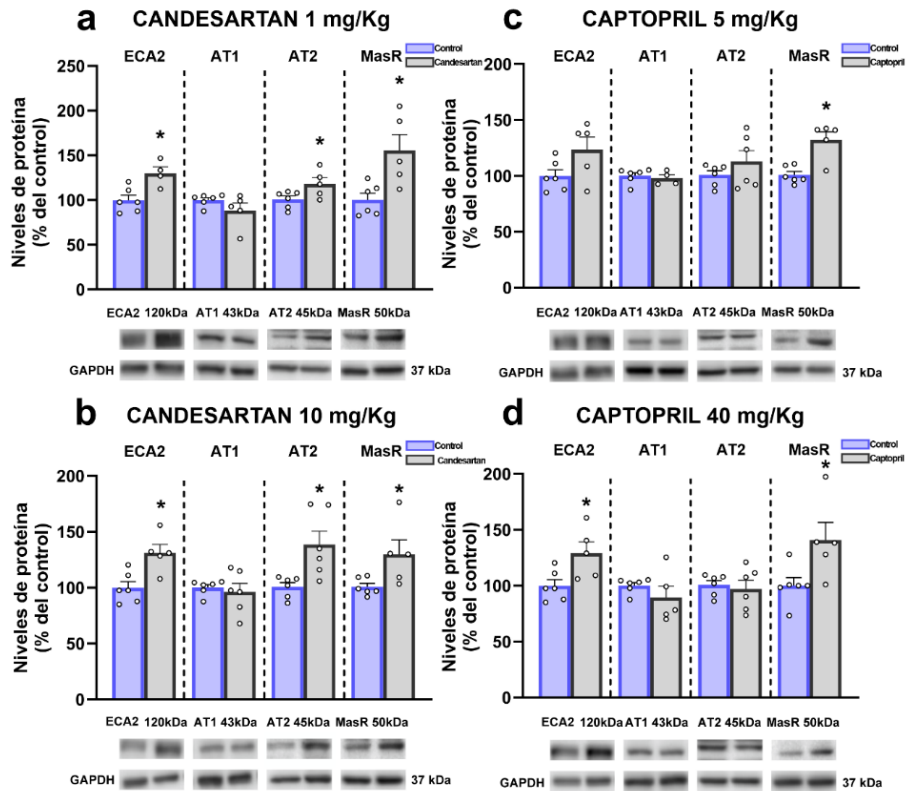 a CANDESARTAN 1 mg/Kg
ECA2 AT1 AT2 MasR
Control
Candesartan
Niveles de proteína
(% del control)
250
200
150
100
50
0
* * *
ECA2 120kDa AT1 43kDa AT2 45kDa MasR 50kDa
GAPDH 37 kDa
b CANDESARTAN 10 mg/Kg
ECA2 AT1 AT2 MasR
Control
Candesartan
Niveles de proteína
(% del control)
200
150
100
50
0
* * *
ECA2 120kDa AT1 43kDa AT2 45kDa MasR 50kDa
GAPDH 37 kDa
c CAPTOPRIL 5 mg/Kg
ECA2 AT1 AT2 MasR
Control
Captopril
Niveles de proteína
(% del control)
200
150
100
50
0
*
ECA2 120kDa AT1 43kDa AT2 45kDa MasR 50kDa
GAPDH 37 kDa
d CAPTOPRIL 40 mg/Kg
ECA2 AT1 AT2 MasR
Control
Captopril
Niveles de proteína
(% del control)
200
150
100
50
0
* *
ECA2 120kDa AT1 43kDa AT2 45kDa MasR 50kDa
GAPDH 37 kDa